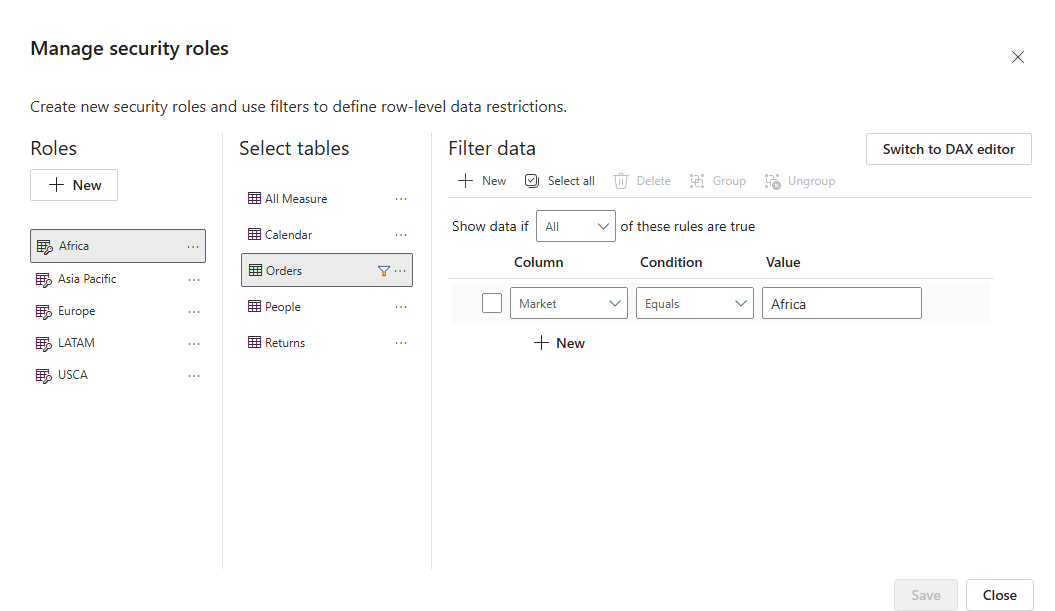 Manage security roles
Create new security roles and use filters to define row-level data restrictions.
Roles
New
Africa
Asia Pacific
Europe
LATAM
USCA
Select tables
All Measure
Calendar
Orders
People
Returns
Filter data
Switch to DAX editor
New Select all Delete Group Ungroup
Show data if All of these rules are true
Column Condition Value
Market Equals Africa
New
Save Close